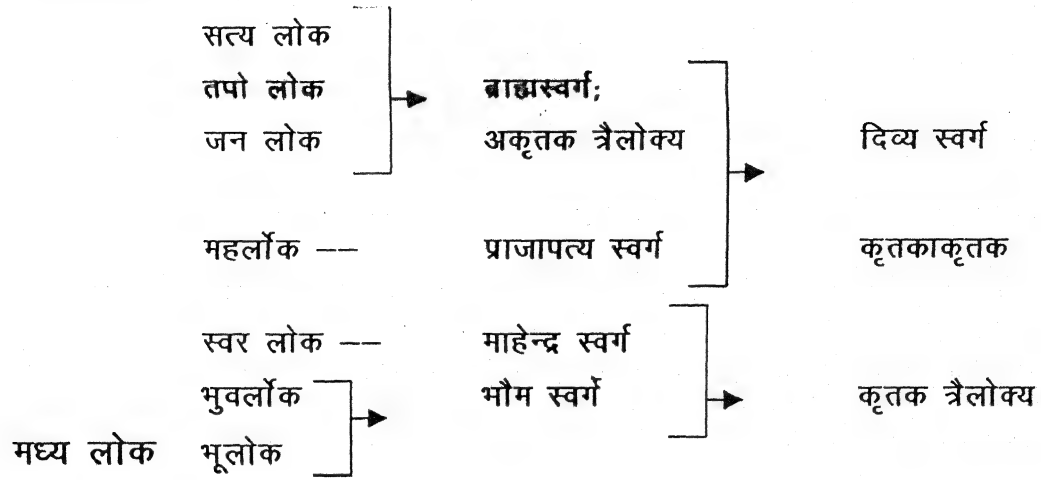 सत्य लोक
तपो लोक ब्राह्मस्वर्ग;
जन लोक अकृतक त्रैलोक्य दिव्य स्वर्ग
महर्लोक –– प्राजापत्य स्वर्ग कृतकाकृतक
स्वर लोक –– माहेन्द्र स्वर्ग
भुवर्लोक भौम स्वर्गे कृतक त्रैलोक्य
मध्य लोक भूलोक